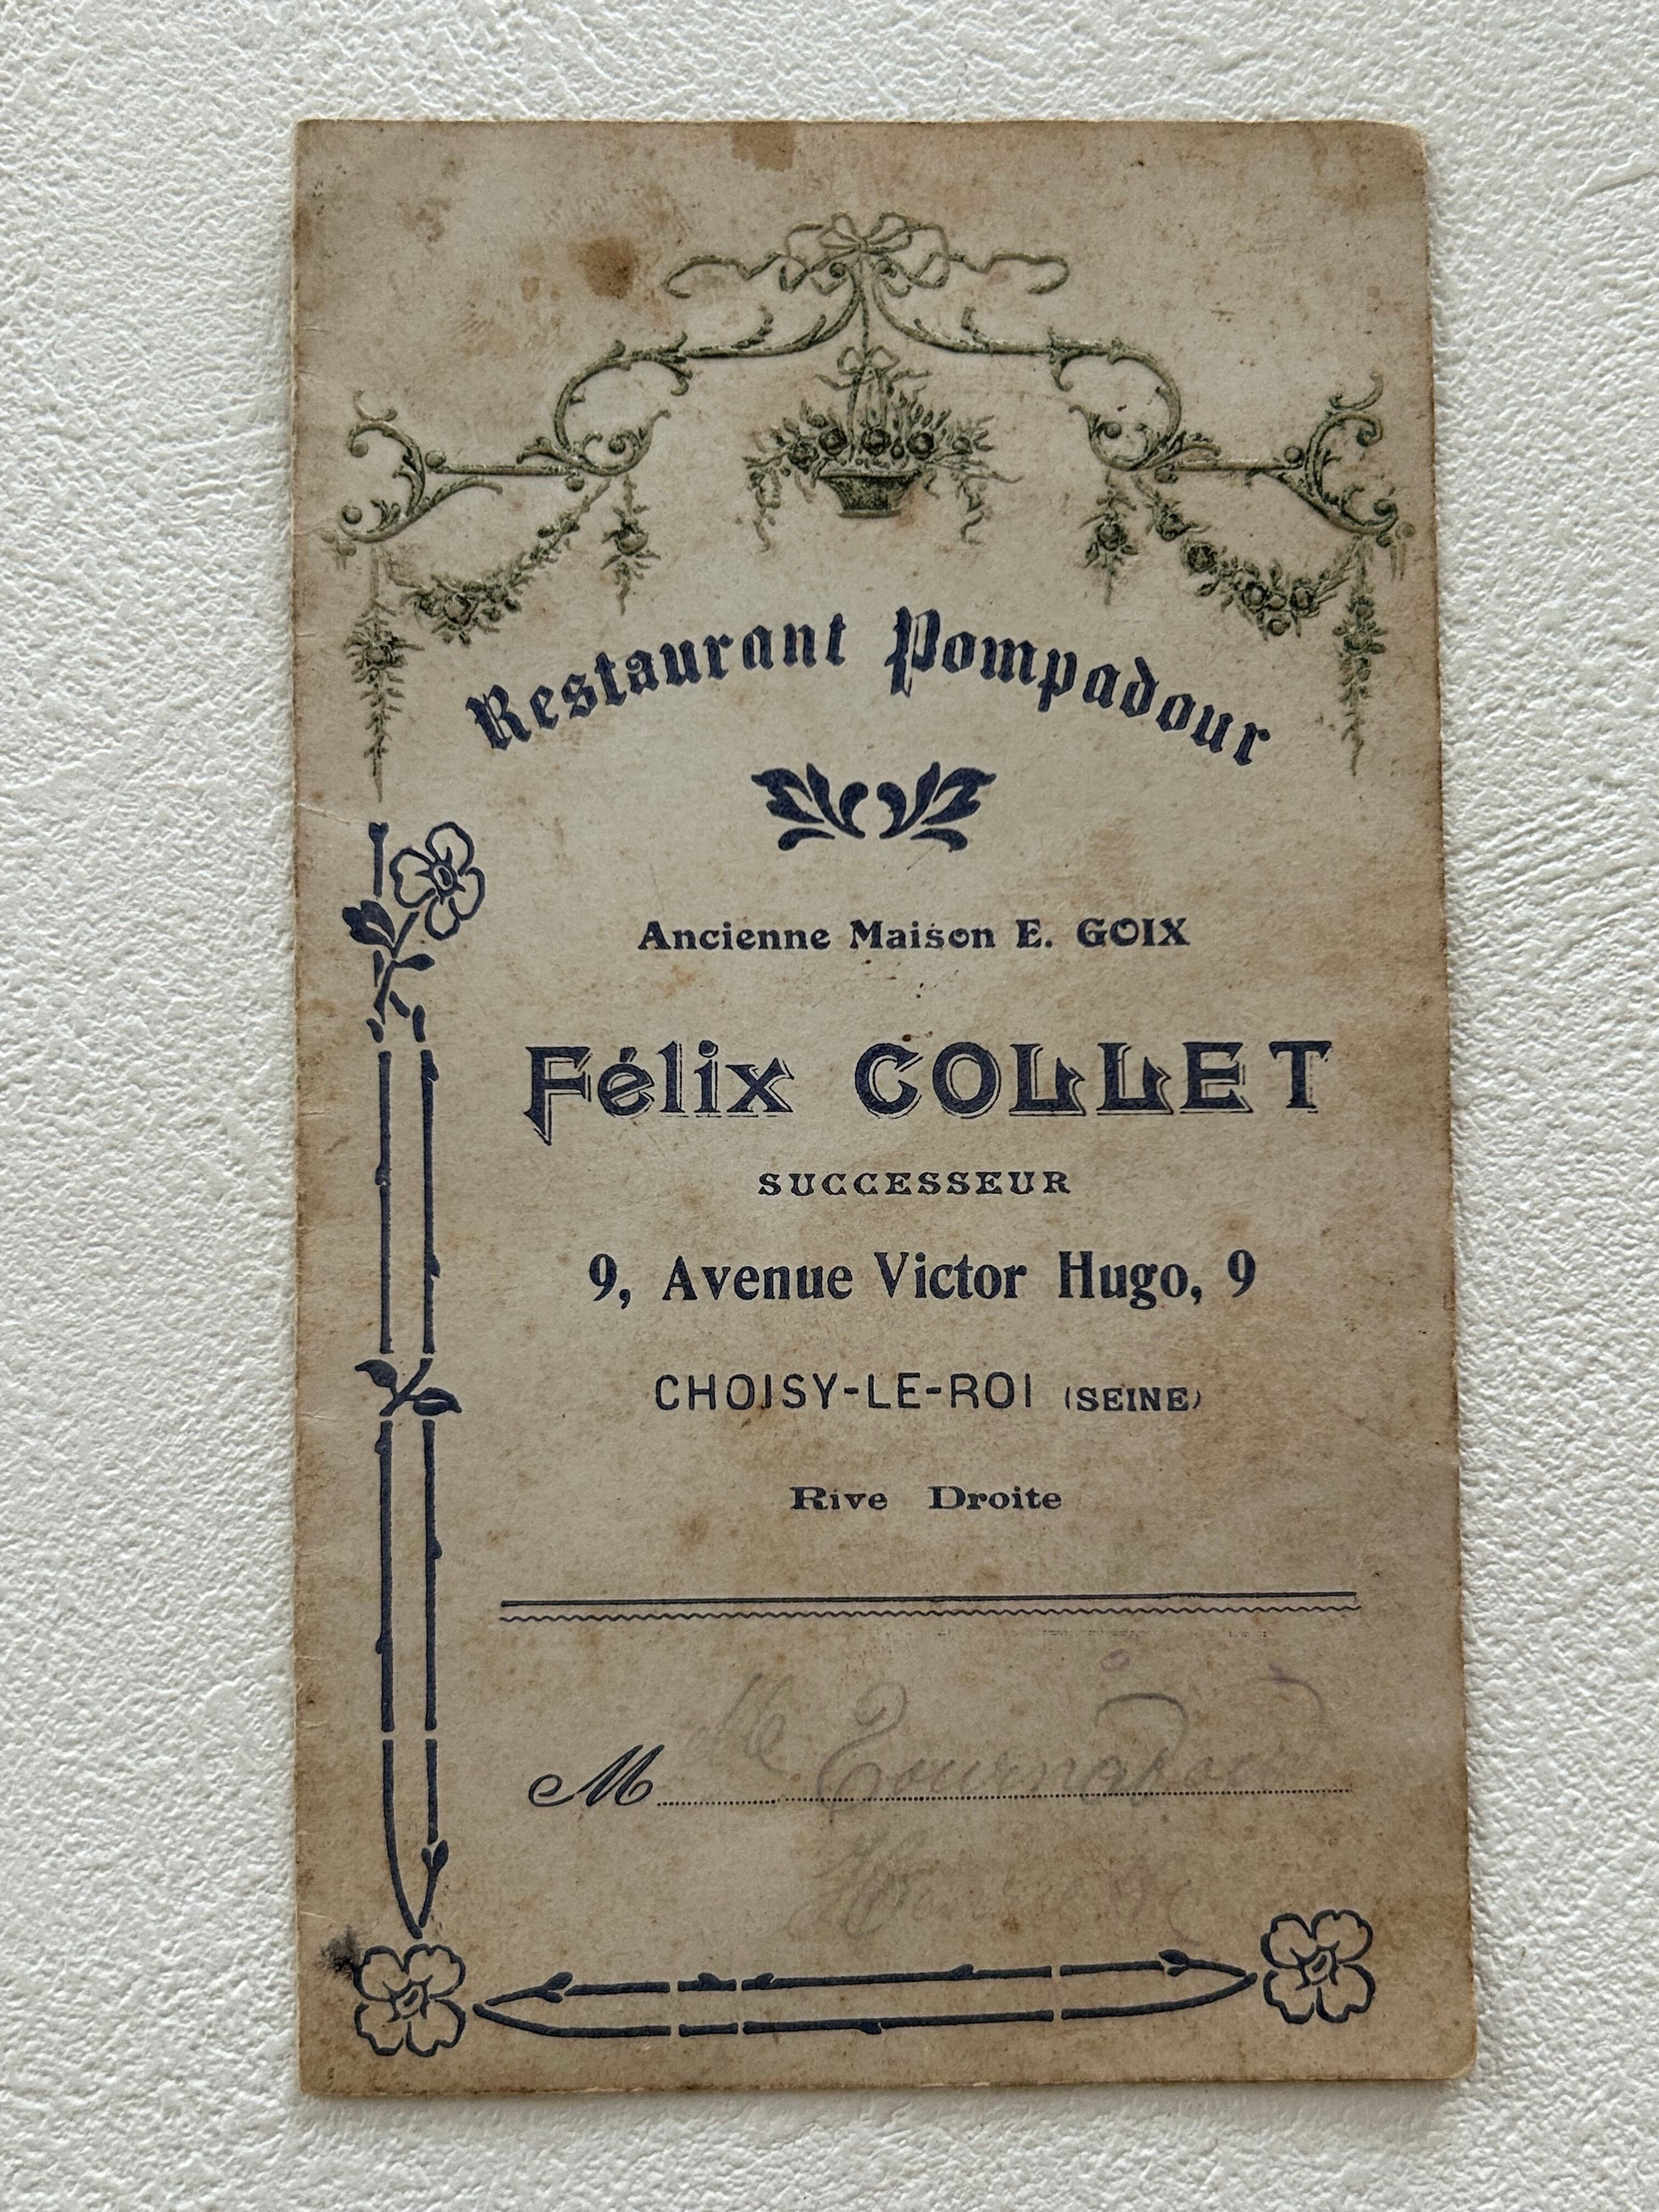 Restaurant Pompadour
Ancienne Maison E. GOIX
Félix COLLET
SUCCESSEUR
9, Avenue Victor Hugo, 9
CHOISY-LE-ROI (SEINE)
Rive Droite
M lle